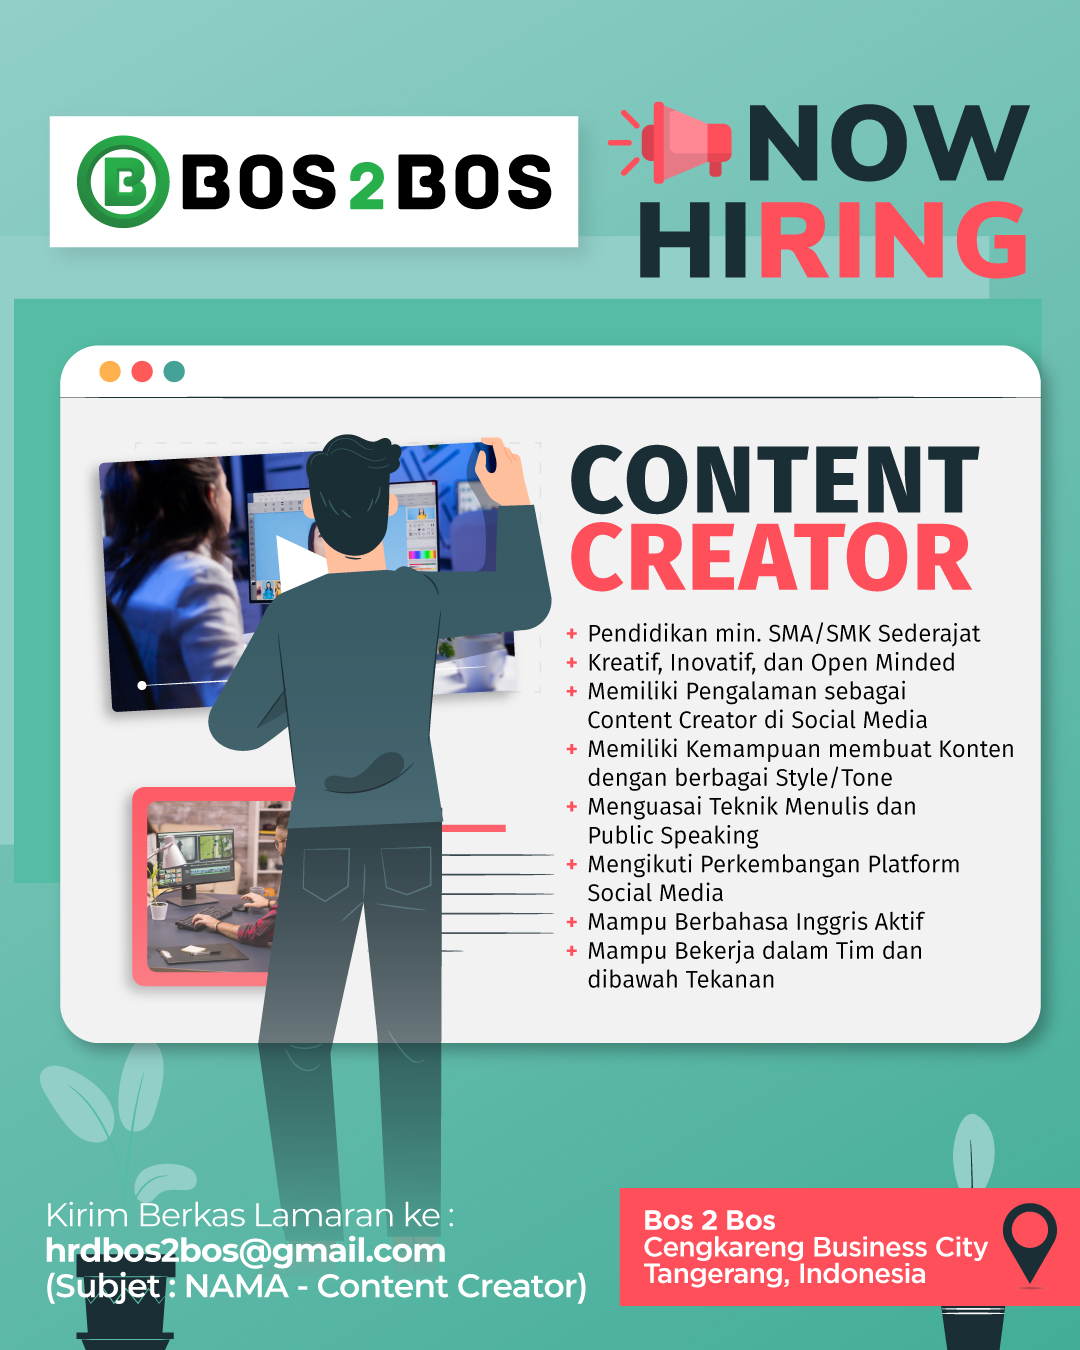 BOS2BOS
NOW
HIRING
CONTENT
CREATOR
+ Pendidikan min. SMA/SMK Sederajat
+ Kreatif, Inovatif, dan Open Minded
+ Memiliki Pengalaman sebagai
Content Creator di Social Media
+ Memiliki Kemampuan membuat Konten
dengan berbagai Style/Tone
+ Menguasai Teknik Menulis dan
Public Speaking
+ Mengikuti Perkembangan Platform
Social Media
+ Mampu Berbahasa Inggris Aktif
+ Mampu Bekerja dalam Tim dan
dibawah Tekanan
Kirim Berkas Lamaran ke :
hrdbos2bos@gmail.com
(Subjet : NAMA - Content Creator)
Bos 2 Bos
Cengkareng Business City
Tangerang, Indonesia